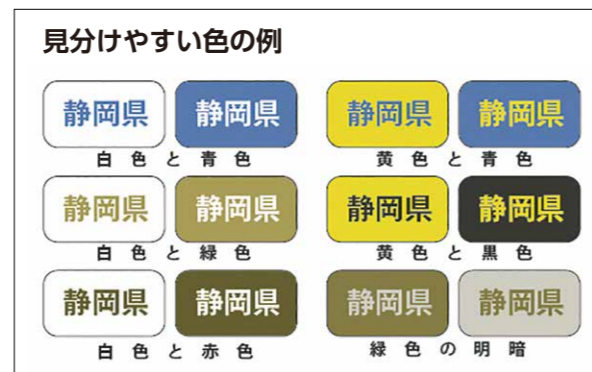 見分けやすい色の例
静岡県 静岡県 静岡県 静岡県
白色と青色 黄色と青色
静岡県 静岡県 静岡県 静岡県
白色と緑色 黄色と黒色
静岡県 静岡県 静岡県 静岡県
白色と赤色 緑色の明暗